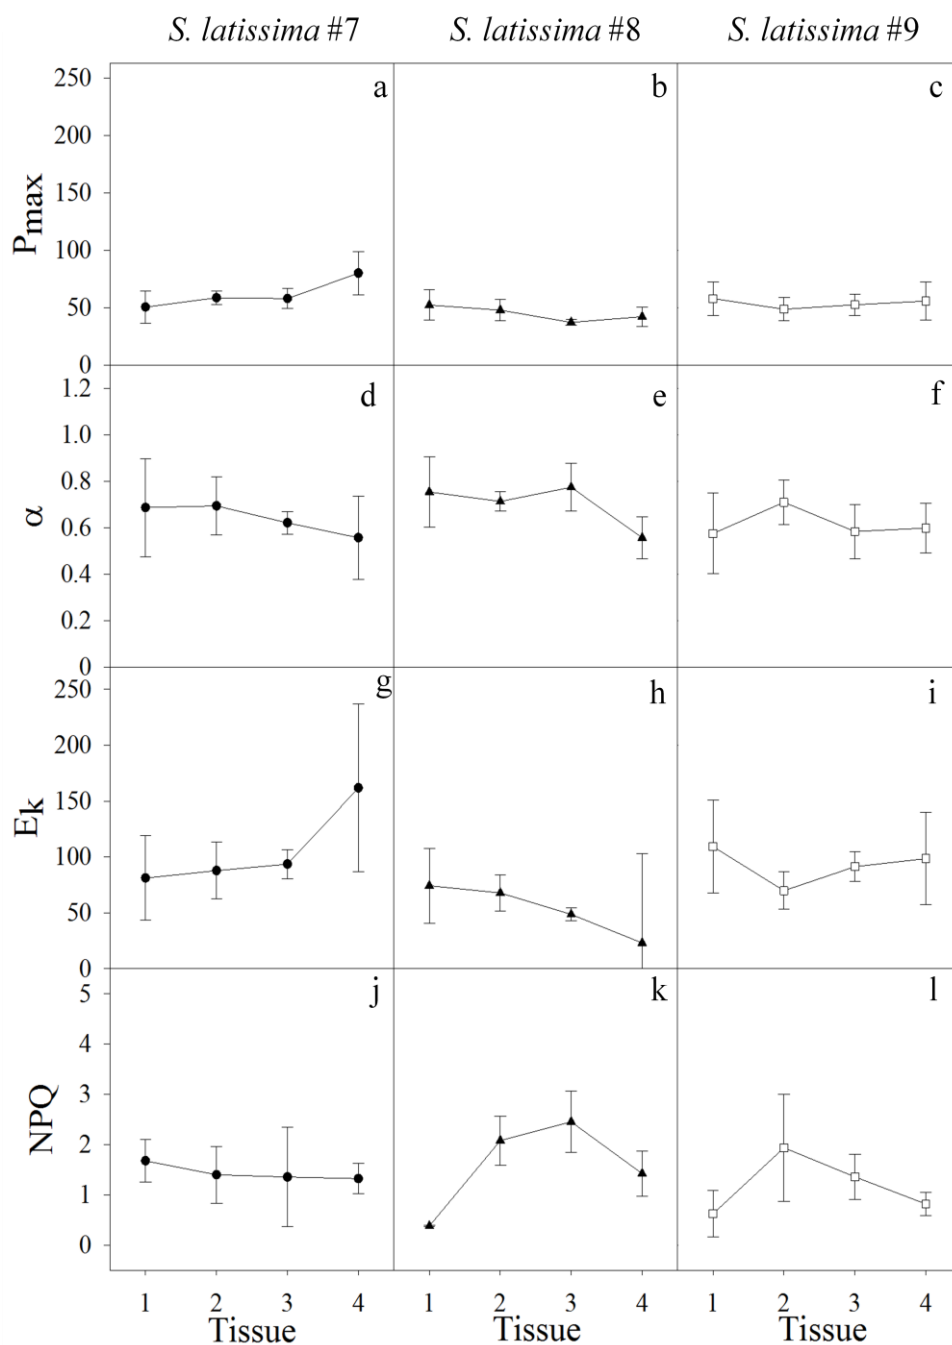 S. latissima #7 S. latissima #8 S. latissima #9
a b c
Pmax
250
200
150
100
50
0
d e f
α
1.2
1.0
0.8
0.6
0.4
0.2
0
g h i
Ek
250
200
150
100
50
0
j k l
NPQ
5
4
3
2
1
0
1 2 3 4 1 2 3 4 1 2 3 4
Tissue Tissue Tissue